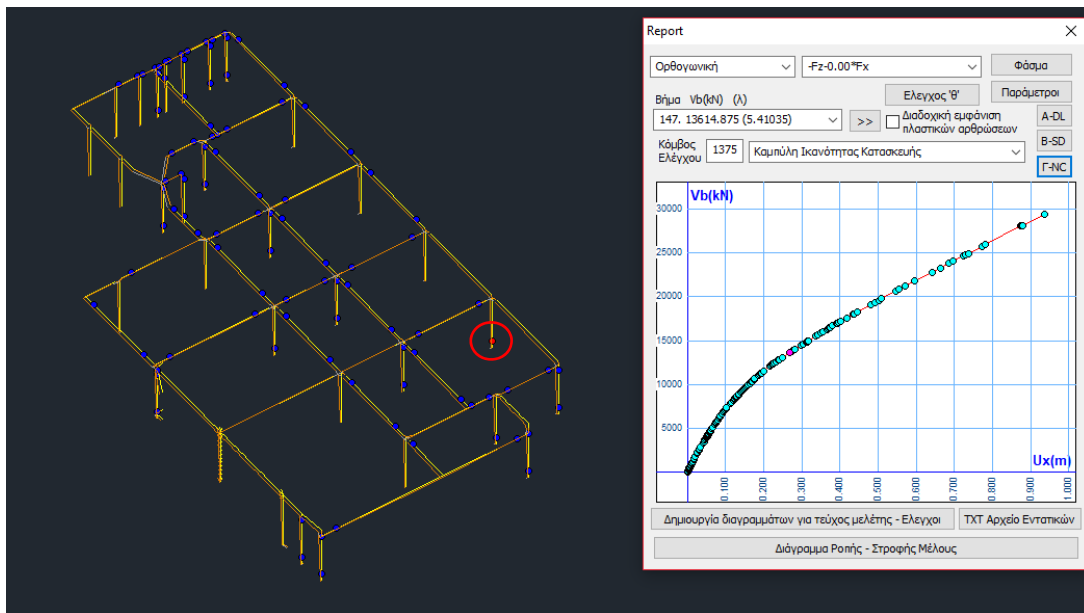 Report
Ορθογωνική
-Fz-0.00*Fx
Φάσμα
Βήμα Vb(kN) (λ)
Ελεγχος 'θ'
Παράμετροι
147. 13614.875 (5.41035)
>>
Διαδοχική εμφάνιση
πλαστικών αρθρώσεων
A-DL
Κόμβος
Ελέγχου
1375
Καμπύλη Ικανότητας Κατασκευής
B-SD
Γ-NC
Vb(kN)
30000
25000
20000
15000
10000
5000
Ux(m)
0.100
0.200
0.300
0.400
0.500
0.600
0.700
0.800
0.900
1.000
Δημιουργία διαγραμμάτων για τεύχος μελέτης - Ελεγχοι
TXT Αρχείο Εντατικών
Διάγραμμα Ροπής - Στροφής Μέλους